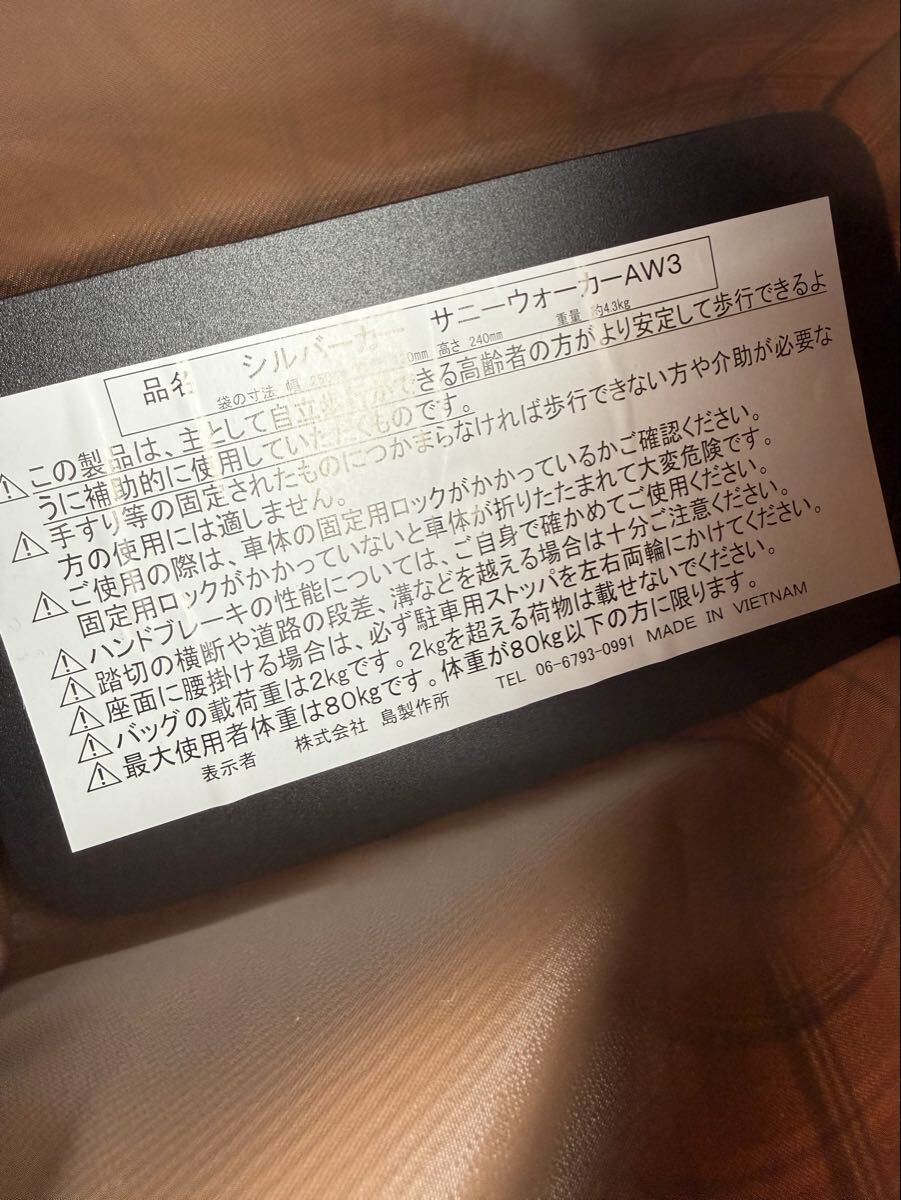 品名 シルバーカー サニーウォーカーAW3
袋の寸法 幅 高さ 240mm 重量 約4.3kg
⚠この製品は、主として自立歩行ができる高齢者の方がより安定して歩行できるよ
うに補助的に使用していただくものです。
⚠手すり等の固定されたものにつかまらなければ歩行できない方や介助が必要な
方の使用には適しません。
⚠ご使用の際は、車体の固定用ロックがかかっているかご確認ください。
固定用ロックがかかっていないと車体が折りたたまれて大変危険です。
⚠ハンドブレーキの性能については、ご自身で確かめてご使用ください。
⚠踏切の横断や道路の段差、溝などを越える場合は十分ご注意ください。
⚠座面に腰掛ける場合は、必ず駐車用ストッパを左右両輪にかけてください。
⚠バッグの載荷重は2kgです。2kgを超える荷物は載せないでください。
⚠最大使用者体重は80kgです。体重が80kg以下の方に限ります。
表示者 株式会社 島製作所 TEL 06-6793-0991 MADE IN VIETNAM